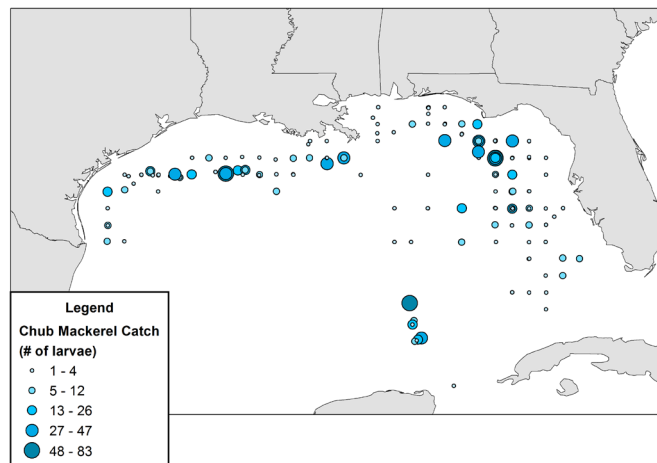 Legend
Chub Mackerel Catch
(# of larvae)
1 - 4
5 - 12
13 - 26
27 - 47
48 - 83